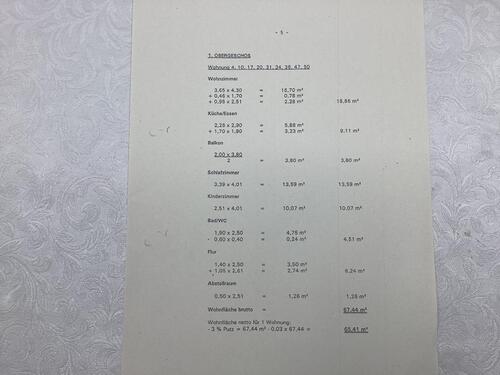 - 5 -
1. OBERGESCHOS
Wohnung 4, 10, 17, 20, 31, 34, 38, 47, 50
Wohnzimmer
3,65 x 4,30 = 15,70 m²
+ 0,46 x 1,70 = 0,78 m²
+ 0,95 x 2,51 = 2,38 m² 18,86 m²
Küche/Essen
2,26 x 2,60 = 5,88 m²
+ 1,70 x 1,90 = 3,23 m² 9,11 m²
Balkon
2,00 x 3,80
2 = 3,80 m² 3,80 m²
Schlafzimmer
3,39 x 4,01 = 13,59 m² 13,59 m²
Kinderzimmer
2,51 x 4,01 = 10,07 m² 10,07 m²
Bad/WC
1,90 x 2,50 = 4,75 m²
- 0,60 x 0,40 = 0,24 m² 4,51 m²
Flur
1,40 x 2,50 = 3,50 m²
+ 1,05 x 2,61 = 2,74 m² 6,24 m²
Abstellraum
0,50 x 2,51 = 1,26 m² 1,26 m²
Wohnfläche brutto = 67,44 m²
Wohnfläche netto für 1 Wohnung:
- 3 % Putz = 67,44 m² - 0,03 x 67,44 = 65,41 m²